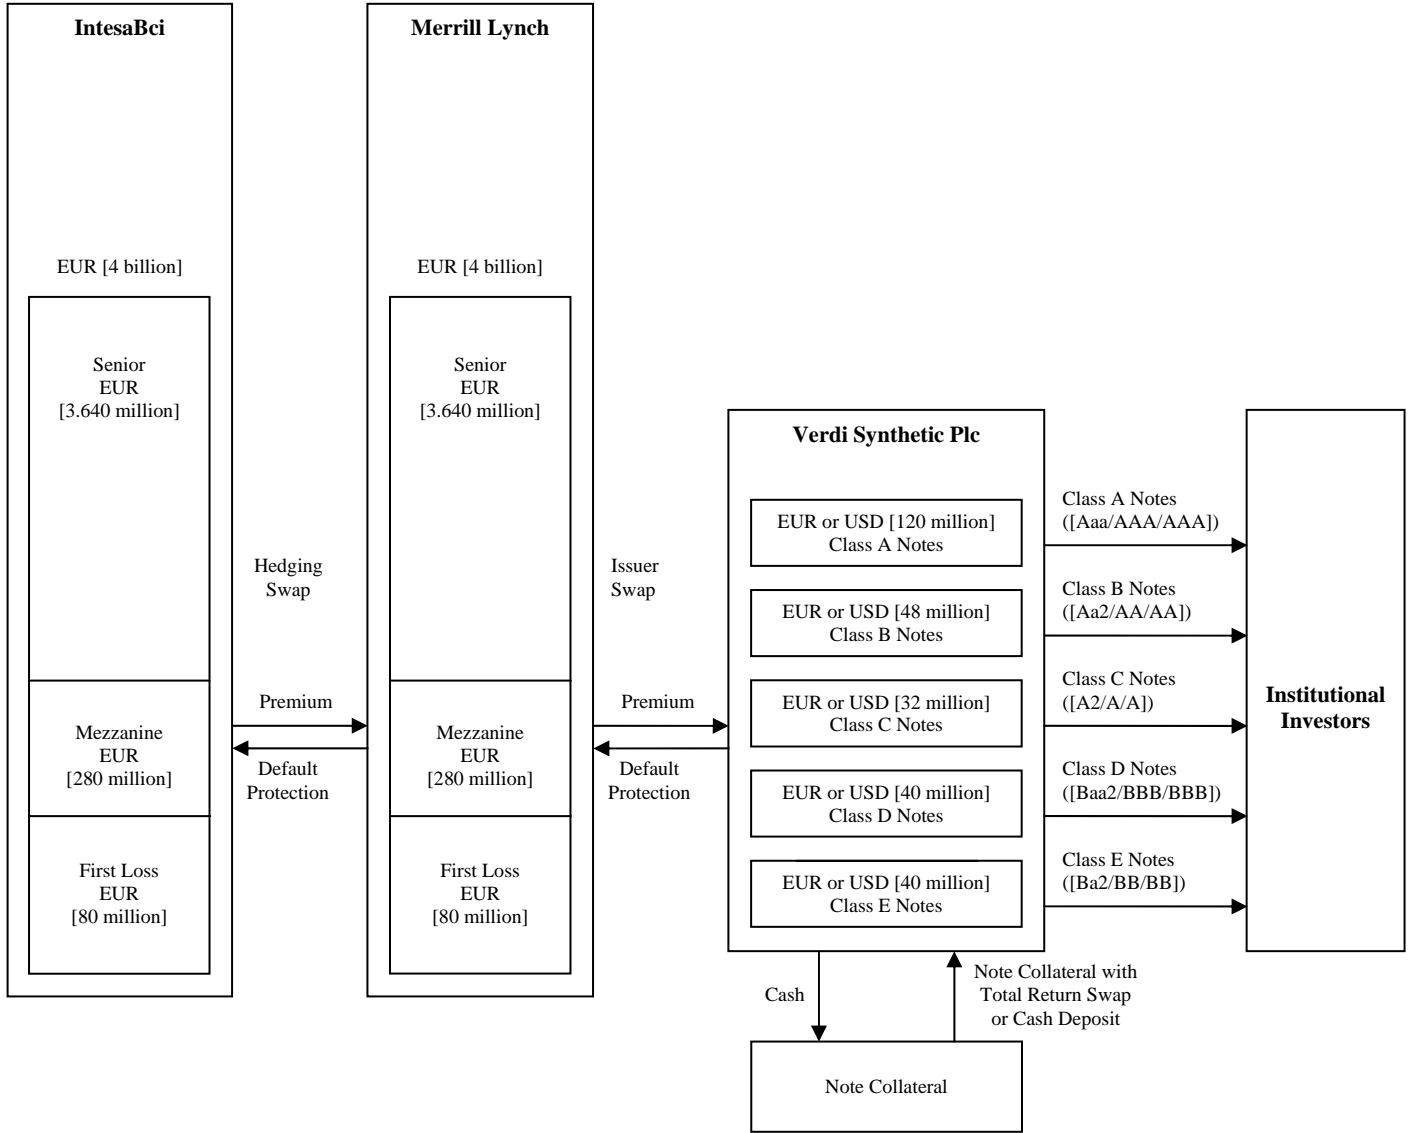 IntesaBci
EUR [4 billion]
Senior
EUR
[3.640 million]
Mezzanine
EUR
[280 million]
First Loss
EUR
[80 million]
Hedging
Swap
Premium
Default
Protection
Merrill Lynch
EUR [4 billion]
Senior
EUR
[3.640 million]
Mezzanine
EUR
[280 million]
First Loss
EUR
[80 million]
Issuer
Swap
Premium
Default
Protection
Verdi Synthetic Plc
EUR or USD [120 million]
Class A Notes
EUR or USD [48 million]
Class B Notes
EUR or USD [32 million]
Class C Notes
EUR or USD [40 million]
Class D Notes
EUR or USD [40 million]
Class E Notes
Class A Notes
([Aaa/AAA/AAA])
Class B Notes
([Aa2/AA/AA])
Class C Notes
([A2/A/A])
Class D Notes
([Baa2/BBB/BBB])
Class E Notes
([Ba2/BB/BB])
Institutional
Investors
Cash
Note Collateral with
Total Return Swap
or Cash Deposit
Note Collateral